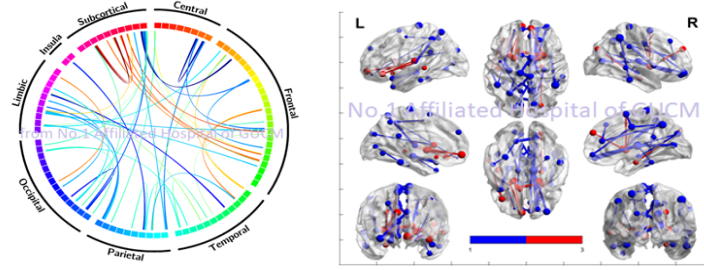 Subcortical
Central
Insula
Limbic
Frontal
Occipital
Parietal
Temporal
from No.1 Affiliated Hospital of GUCM
L
R
No.1 Affiliated Hospital of GUCM
1
3